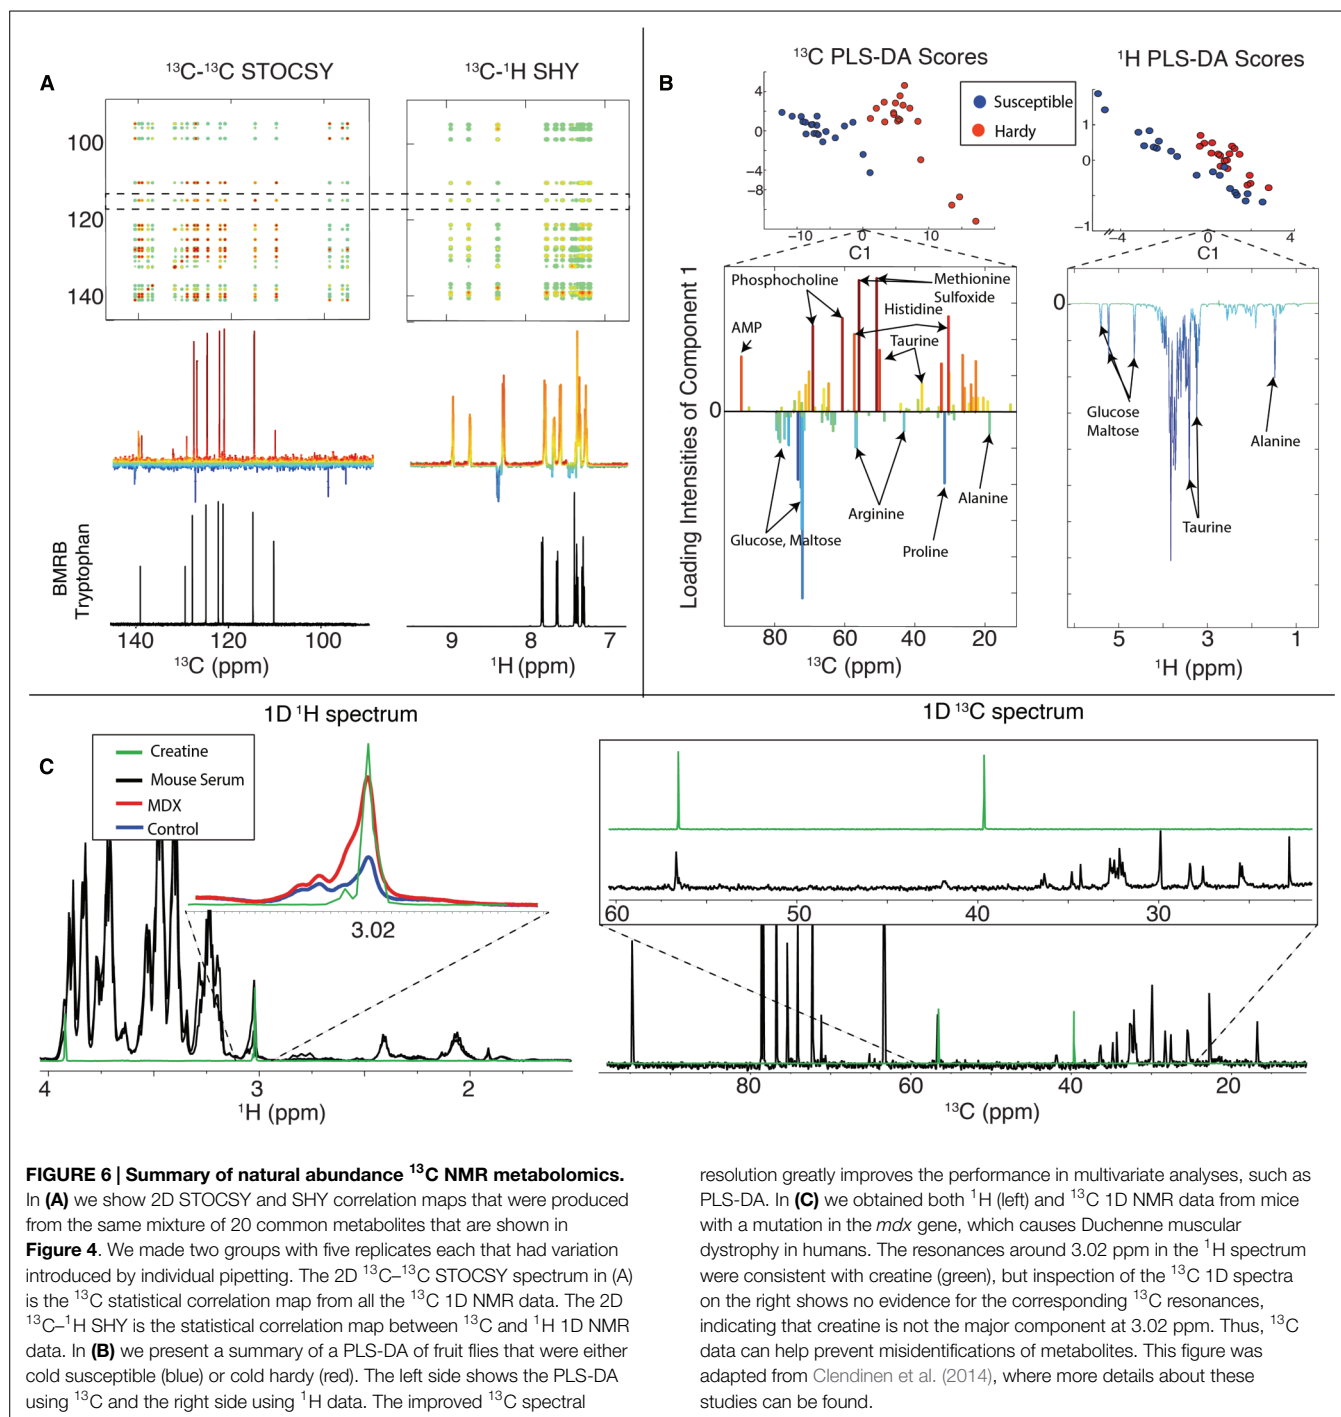 A
¹³C-¹³C STOCSY
¹³C-¹H SHY
100
120
140
BMRB
Tryptophan
140 120 100
¹³C (ppm)
9 8 7
¹H (ppm)
B
¹³C PLS-DA Scores
¹H PLS-DA Scores
Susceptible
Hardy
4
0
−4
−8
−10 0 10
C1
1
0
−1
−4 0 4
C1
Loading Intensities of Component 1
Phosphocholine
Methionine
Sulfoxide
Histidine
AMP
Taurine
0
Glucose, Maltose
Arginine
Proline
Alanine
80 60 40 20
¹³C (ppm)
0
Glucose
Maltose
Alanine
Taurine
5 3 1
¹H (ppm)
C
1D ¹H spectrum
Creatine
Mouse Serum
MDX
Control
3.02
4 3 2
¹H (ppm)
1D ¹³C spectrum
60 50 40 30
80 60 40 20
¹³C (ppm)
FIGURE 6 | Summary of natural abundance ¹³C NMR metabolomics.
In (A) we show 2D STOCSY and SHY correlation maps that were produced
from the same mixture of 20 common metabolites that are shown in
Figure 4. We made two groups with five replicates each that had variation
introduced by individual pipetting. The 2D ¹³C–¹³C STOCSY spectrum in (A)
is the ¹³C statistical correlation map from all the ¹³C 1D NMR data. The 2D
¹³C–¹H SHY is the statistical correlation map between ¹³C and ¹H 1D NMR
data. In (B) we present a summary of a PLS-DA of fruit flies that were either
cold susceptible (blue) or cold hardy (red). The left side shows the PLS-DA
using ¹³C and the right side using ¹H data. The improved ¹³C spectral
resolution greatly improves the performance in multivariate analyses, such as
PLS-DA. In (C) we obtained both ¹H (left) and ¹³C 1D NMR data from mice
with a mutation in the mdx gene, which causes Duchenne muscular
dystrophy in humans. The resonances around 3.02 ppm in the ¹H spectrum
were consistent with creatine (green), but inspection of the ¹³C 1D spectra
on the right shows no evidence for the corresponding ¹³C resonances,
indicating that creatine is not the major component at 3.02 ppm. Thus, ¹³C
data can help prevent misidentifications of metabolites. This figure was
adapted from Clendinen et al. (2014), where more details about these
studies can be found.